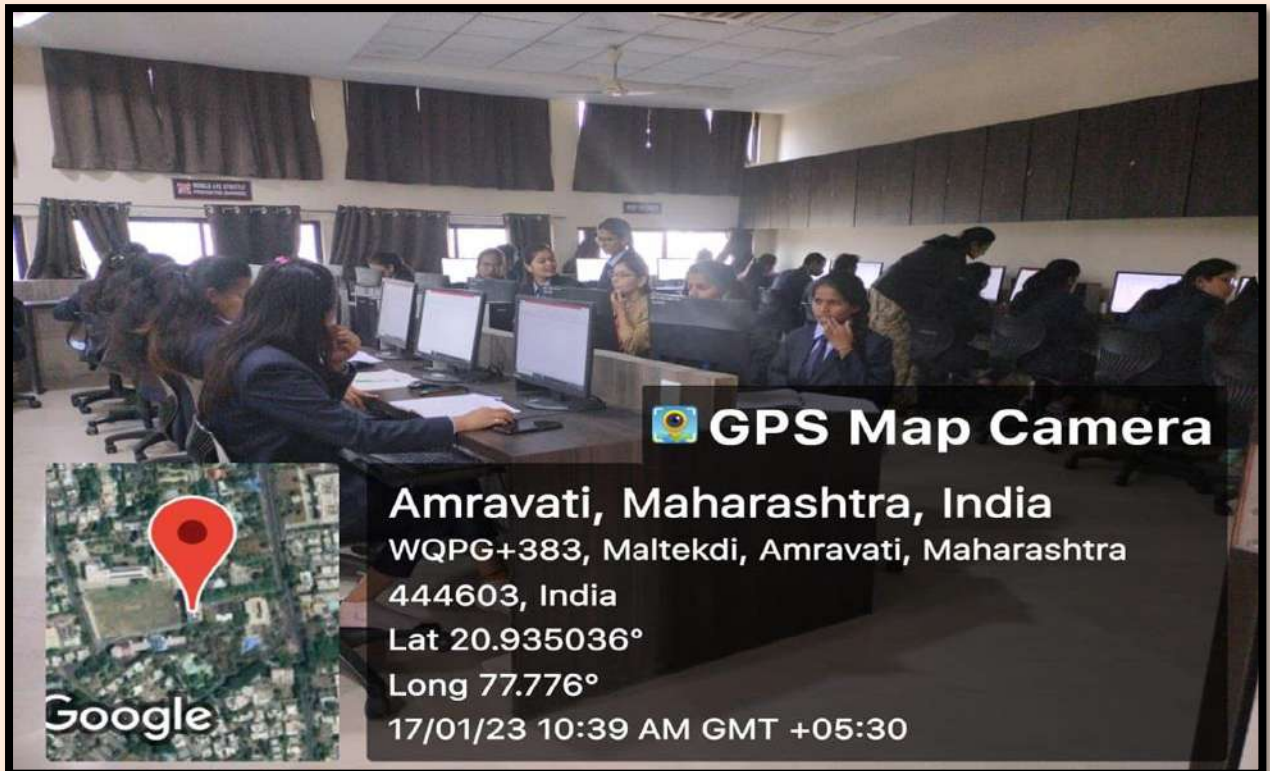 GPS Map Camera
Amravati, Maharashtra, India
WQPG+383, Maltekdi, Amravati, Maharashtra
444603, India
Lat 20.935036°
Long 77.776°
17/01/23 10:39 AM GMT +05:30
Google